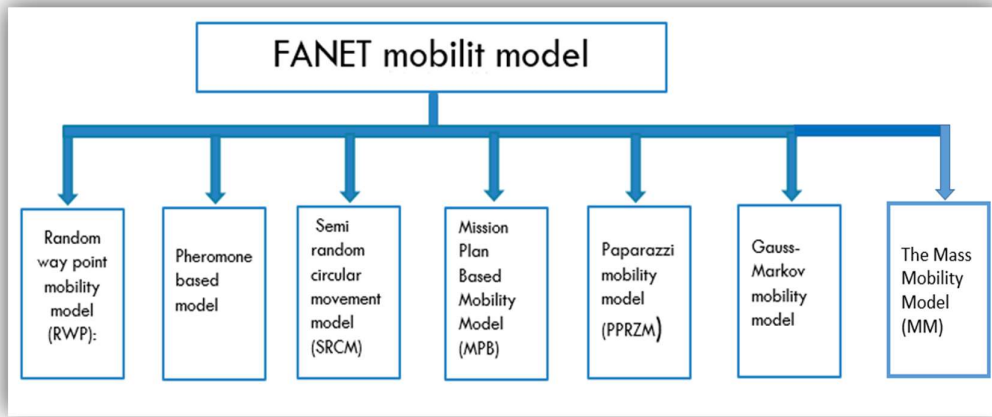 FANET mobilit model
Random
way point
mobility
model
(RWP):
Pheromone
based
model
Semi
random
circular
movement
model
(SRCM)
Mission
Plan
Based
Mobility
Model
(MPB)
Paparazzi
mobility
model
(PPRZM)
Gauss-
Markov
mobility
model
The Mass
Mobility
Model
(MM)